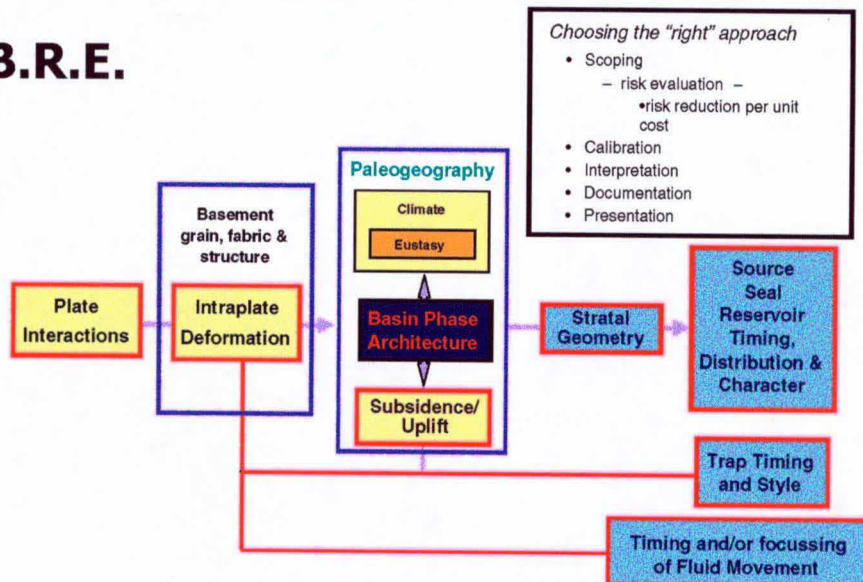 B.R.E.
Choosing the "right" approach
• Scoping
– risk evaluation –
•risk reduction per unit
cost
• Calibration
• Interpretation
• Documentation
• Presentation
Paleogeography
Climate
Eustasy
Basement
grain, fabric &
structure
Plate
Interactions
Intraplate
Deformation
Basin Phase
Architecture
Subsidence/
Uplift
Stratal
Geometry
Source
Seal
Reservoir
Timing,
Distribution &
Character
Trap Timing
and Style
Timing and/or focussing
of Fluid Movement